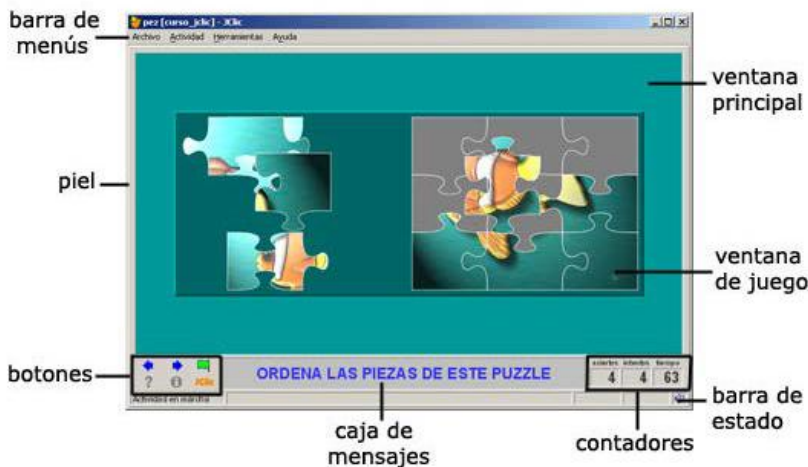 barra de
menús
pez [curso_jclic] - JClic
Archivo Actividad Herramientas Ayuda
ventana
principal
piel
ventana
de juego
botones
JClic
ORDENA LAS PIEZAS DE ESTE PUZZLE
aciertos intentos tiempo
4 4 63
Actividad en marcha
caja de
mensajes
contadores
barra de
estado